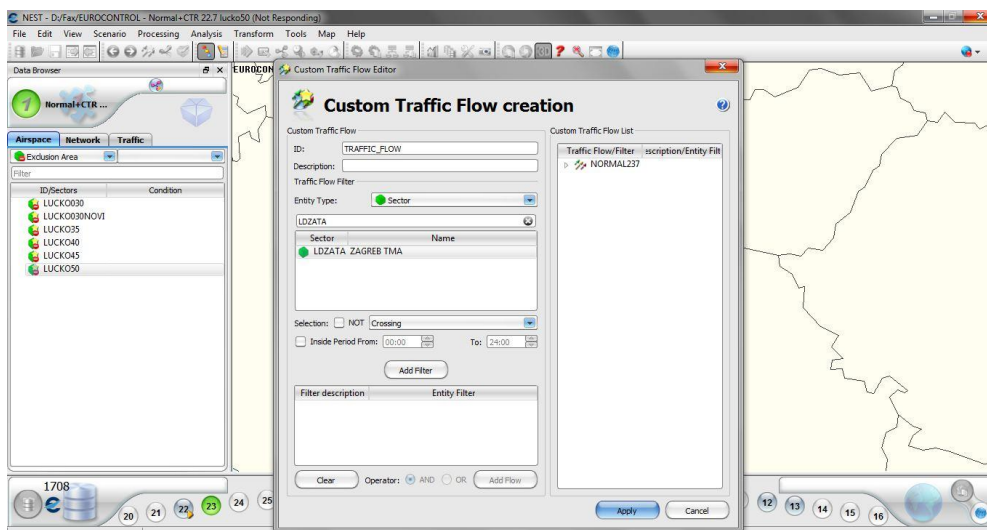 NEST - D:/Fax/EUROCONTROL - Normal+CTR 22.7 lucko50 (Not Responding)
File Edit View Scenario Processing Analysis Transform Tools Map Help
Data Browser
EUROCON
Normal+CTR ...
Airspace Network Traffic
Exclusion Area
Filter
ID/Sectors Condition
LUCKO030
LUCKO030NOVI
LUCKO35
LUCKO40
LUCKO45
LUCKO50
Custom Traffic Flow Editor
Custom Traffic Flow creation
Custom Traffic Flow
ID: TRAFFIC_FLOW
Description:
Traffic Flow Filter
Entity Type: Sector
LDZATA
Sector Name
LDZATA ZAGREB TMA
Selection: NOT Crossing
Inside Period From: 00:00 To: 24:00
Add Filter
Filter description Entity Filter
Clear Operator: AND OR Add Flow
Custom Traffic Flow List
Traffic Flow/Filter escription/Entity Filt
NORMAL237
Apply Cancel
1708
20 21 22 23 24 25
12 13 14 15 16